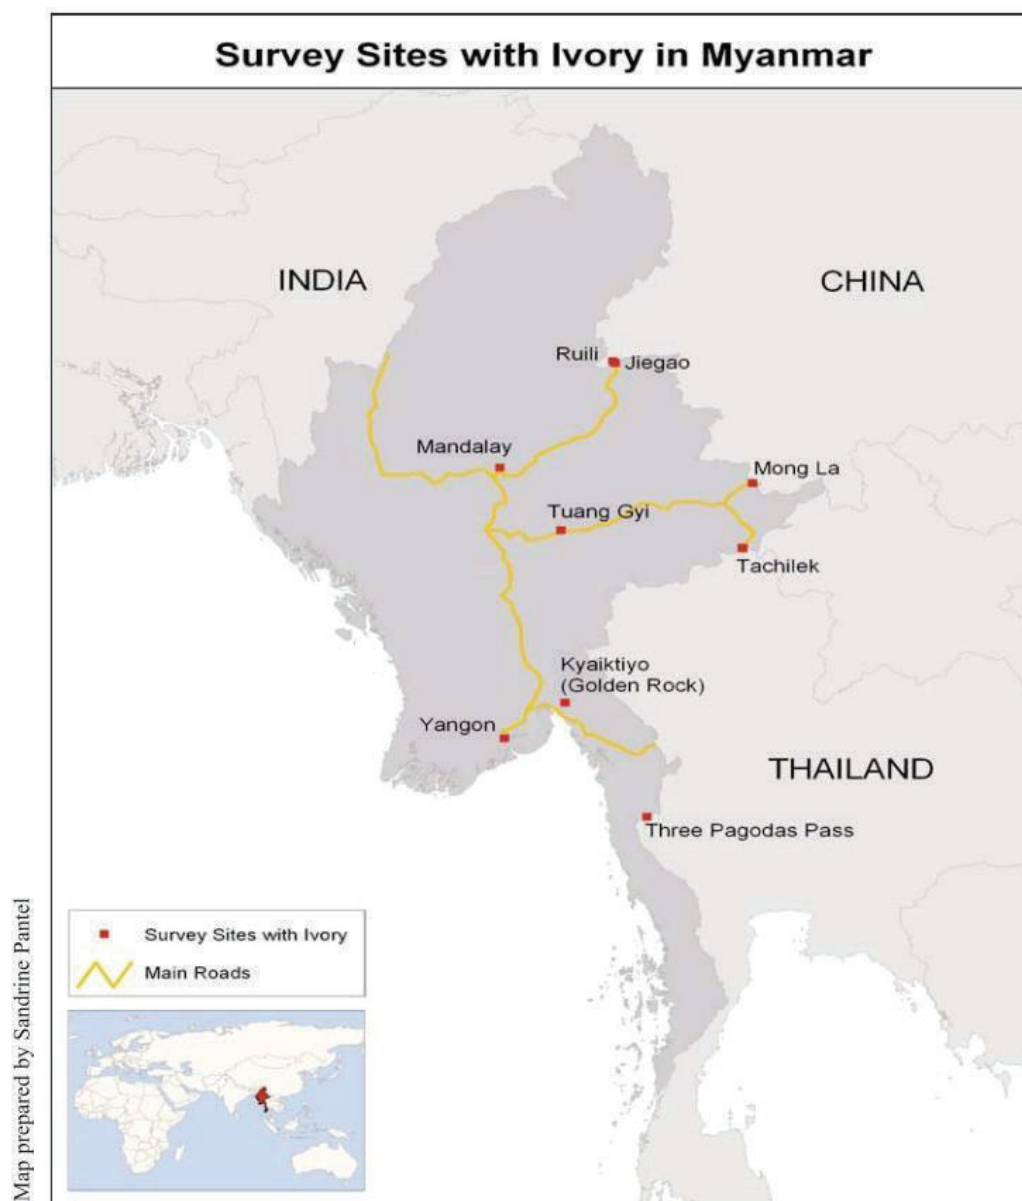 Survey Sites with Ivory in Myanmar
INDIA
CHINA
Ruili
Jiegao
Mandalay
Mong La
Tuang Gyi
Tachilek
Kyaiktiyo
(Golden Rock)
Yangon
THAILAND
Three Pagodas Pass
Survey Sites with Ivory
Main Roads
Map prepared by Sandrine Pantel